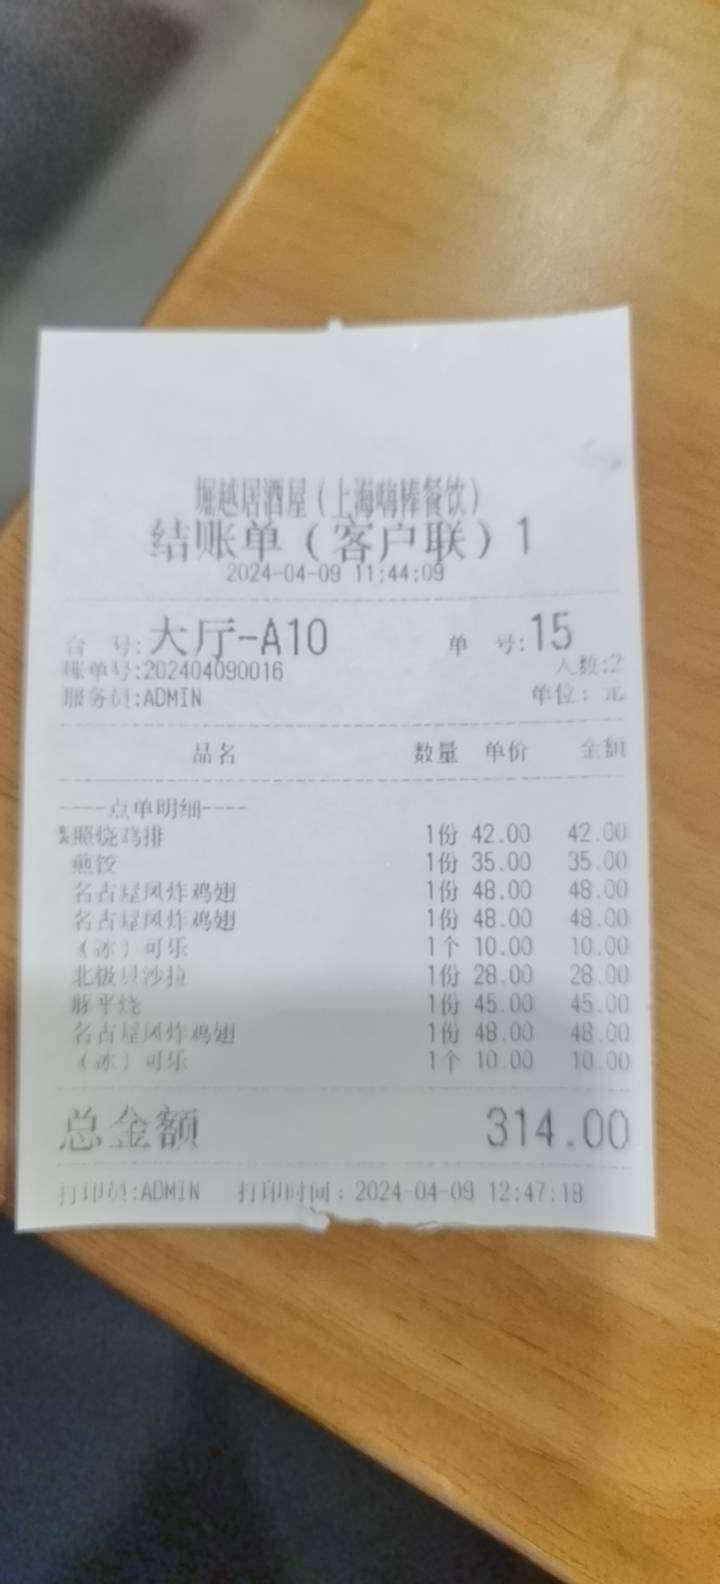 堀越居酒屋（上海嗨棒餐饮）
结账单（客户联）1
2024-04-09 11:44:09
台 号:大厅-A10 单 号:15
账单号:202404090016 人数:2
服务员:ADMIN 单位: 元
品名 数量 单价 金额
----点单明细----
照烧鸡排 1份 42.00 42.00
煎饺 1份 35.00 35.00
名古屋风炸鸡翅 1份 48.00 48.00
名古屋风炸鸡翅 1份 48.00 48.00
（冰）可乐 1个 10.00 10.00
北极贝沙拉 1份 28.00 28.00
豚平烧 1份 45.00 45.00
名古屋风炸鸡翅 1份 48.00 48.00
（冰）可乐 1个 10.00 10.00
总金额 314.00
打印员:ADMIN 打印时间: 2024-04-09 12:47:18